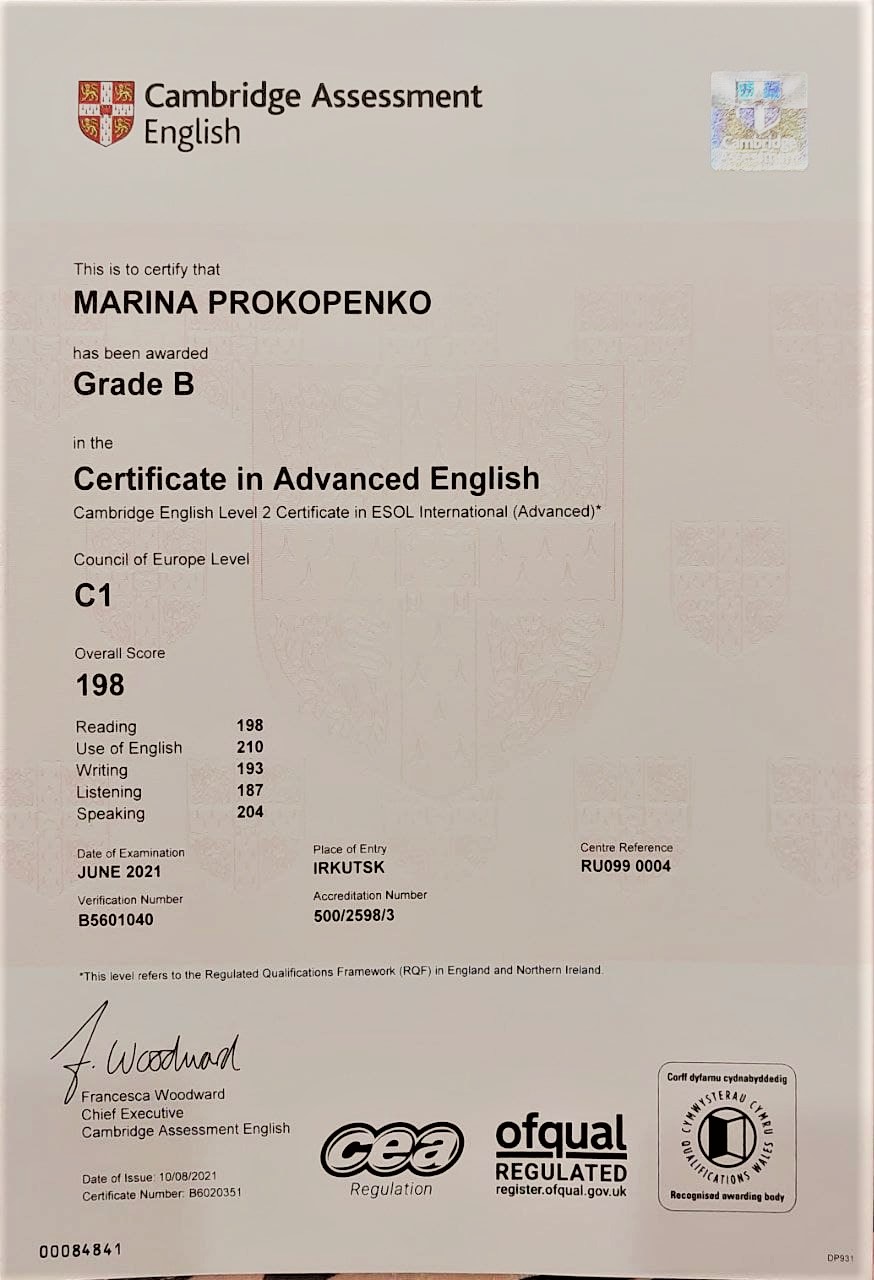 Cambridge Assessment
English
Cambridge
This is to certify that
MARINA PROKOPENKO
has been awarded
Grade B
in the
Certificate in Advanced English
Cambridge English Level 2 Certificate in ESOL International (Advanced)*
Council of Europe Level
C1
Overall Score
198
Reading 198
Use of English 210
Writing 193
Listening 187
Speaking 204
Date of Examination Place of Entry Centre Reference
JUNE 2021 IRKUTSK RU099 0004
Verification Number Accreditation Number
B5601040 500/2598/3
*This level refers to the Regulated Qualifications Framework (RQF) in England and Northern Ireland.
F. Woodward
Francesca Woodward
Chief Executive
Cambridge Assessment English
Date of Issue: 10/08/2021
Certificate Number: B6020351
cea
Regulation
ofqual
REGULATED
register.ofqual.gov.uk
Corff dyfarnu cydnabyddedig
CYMWYSTERAU CYMRU
QUALIFICATIONS WALES
Recognised awarding body
00084841
DP931